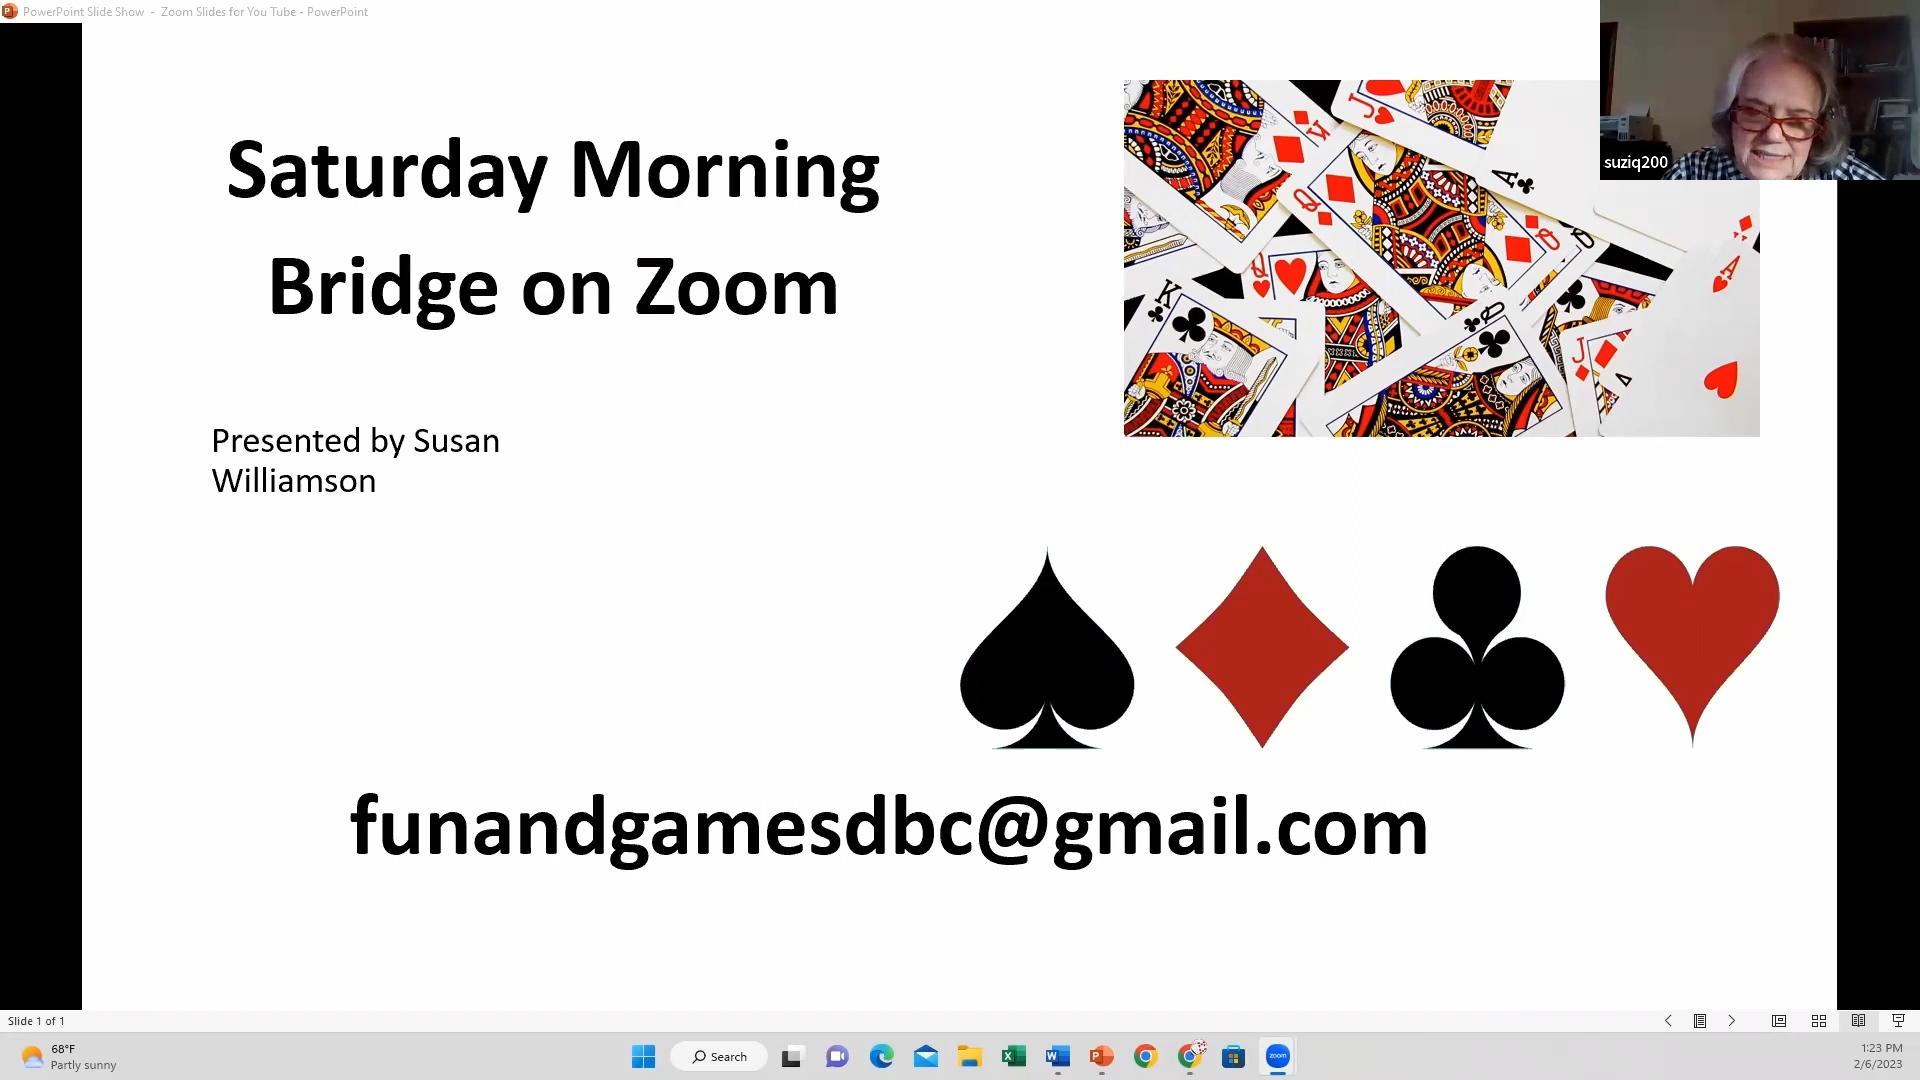 PowerPoint Slide Show - Zoom Slides for You Tube - PowerPoint
suziq200
Saturday Morning
Bridge on Zoom
Presented by Susan
Williamson
J
K
Q
A
Q
Q
Q
A
K
Q
J
A
funandgamesdbc@gmail.com
Slide 1 of 1
68°F
Partly sunny
Search
zoom
1:23 PM
2/6/2023